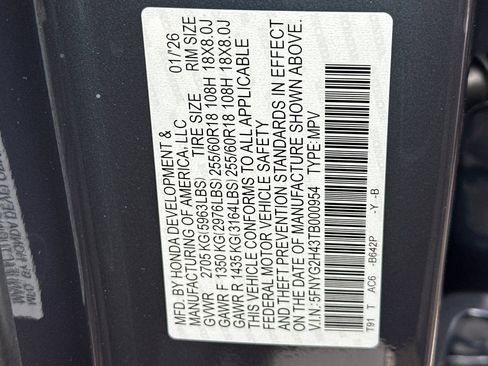 MFD. BY HONDA DEVELOPMENT &
MANUFACTURING OF AMERICA, LLC 01/'26
GVWR 2705 KG(5963LBS) TIRE SIZE RIM SIZE
GAWR F 1350 KG(2976LBS) 255/60R18 108H 18X8.0J
GAWR R 1435 KG(3164LBS) 255/60R18 108H 18X8.0J
THIS VEHICLE CONFORMS TO ALL APPLICABLE
FEDERAL MOTOR VEHICLE SAFETY
AND THEFT PREVENTION STANDARDS IN EFFECT
ON THE DATE OF MANUFACTURE SHOWN ABOVE.
V.I.N.: 5FNYG2H43TB000954 TYPE: MPV
T91 T AC6 -B642P -Y -B